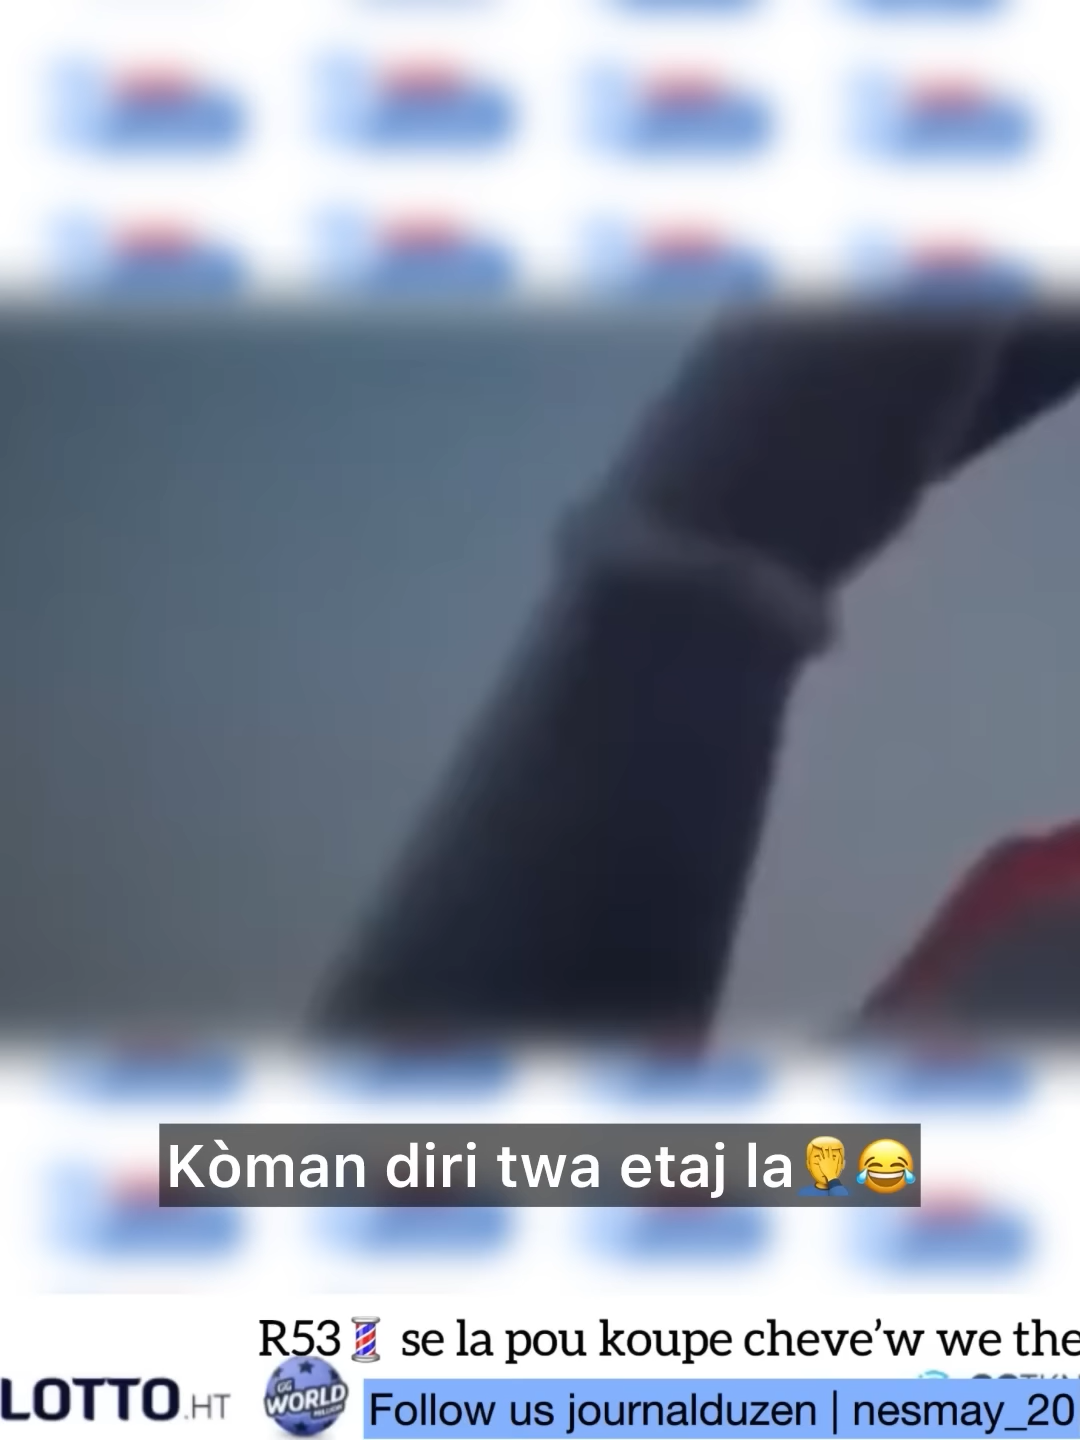 Kòman diri twa etaj la🤦‍♂️😂
R53💈 se la pou koupe cheve’w we the
LOTTO.HT
GG WORLD
Follow us journalduzen | nesmay_20